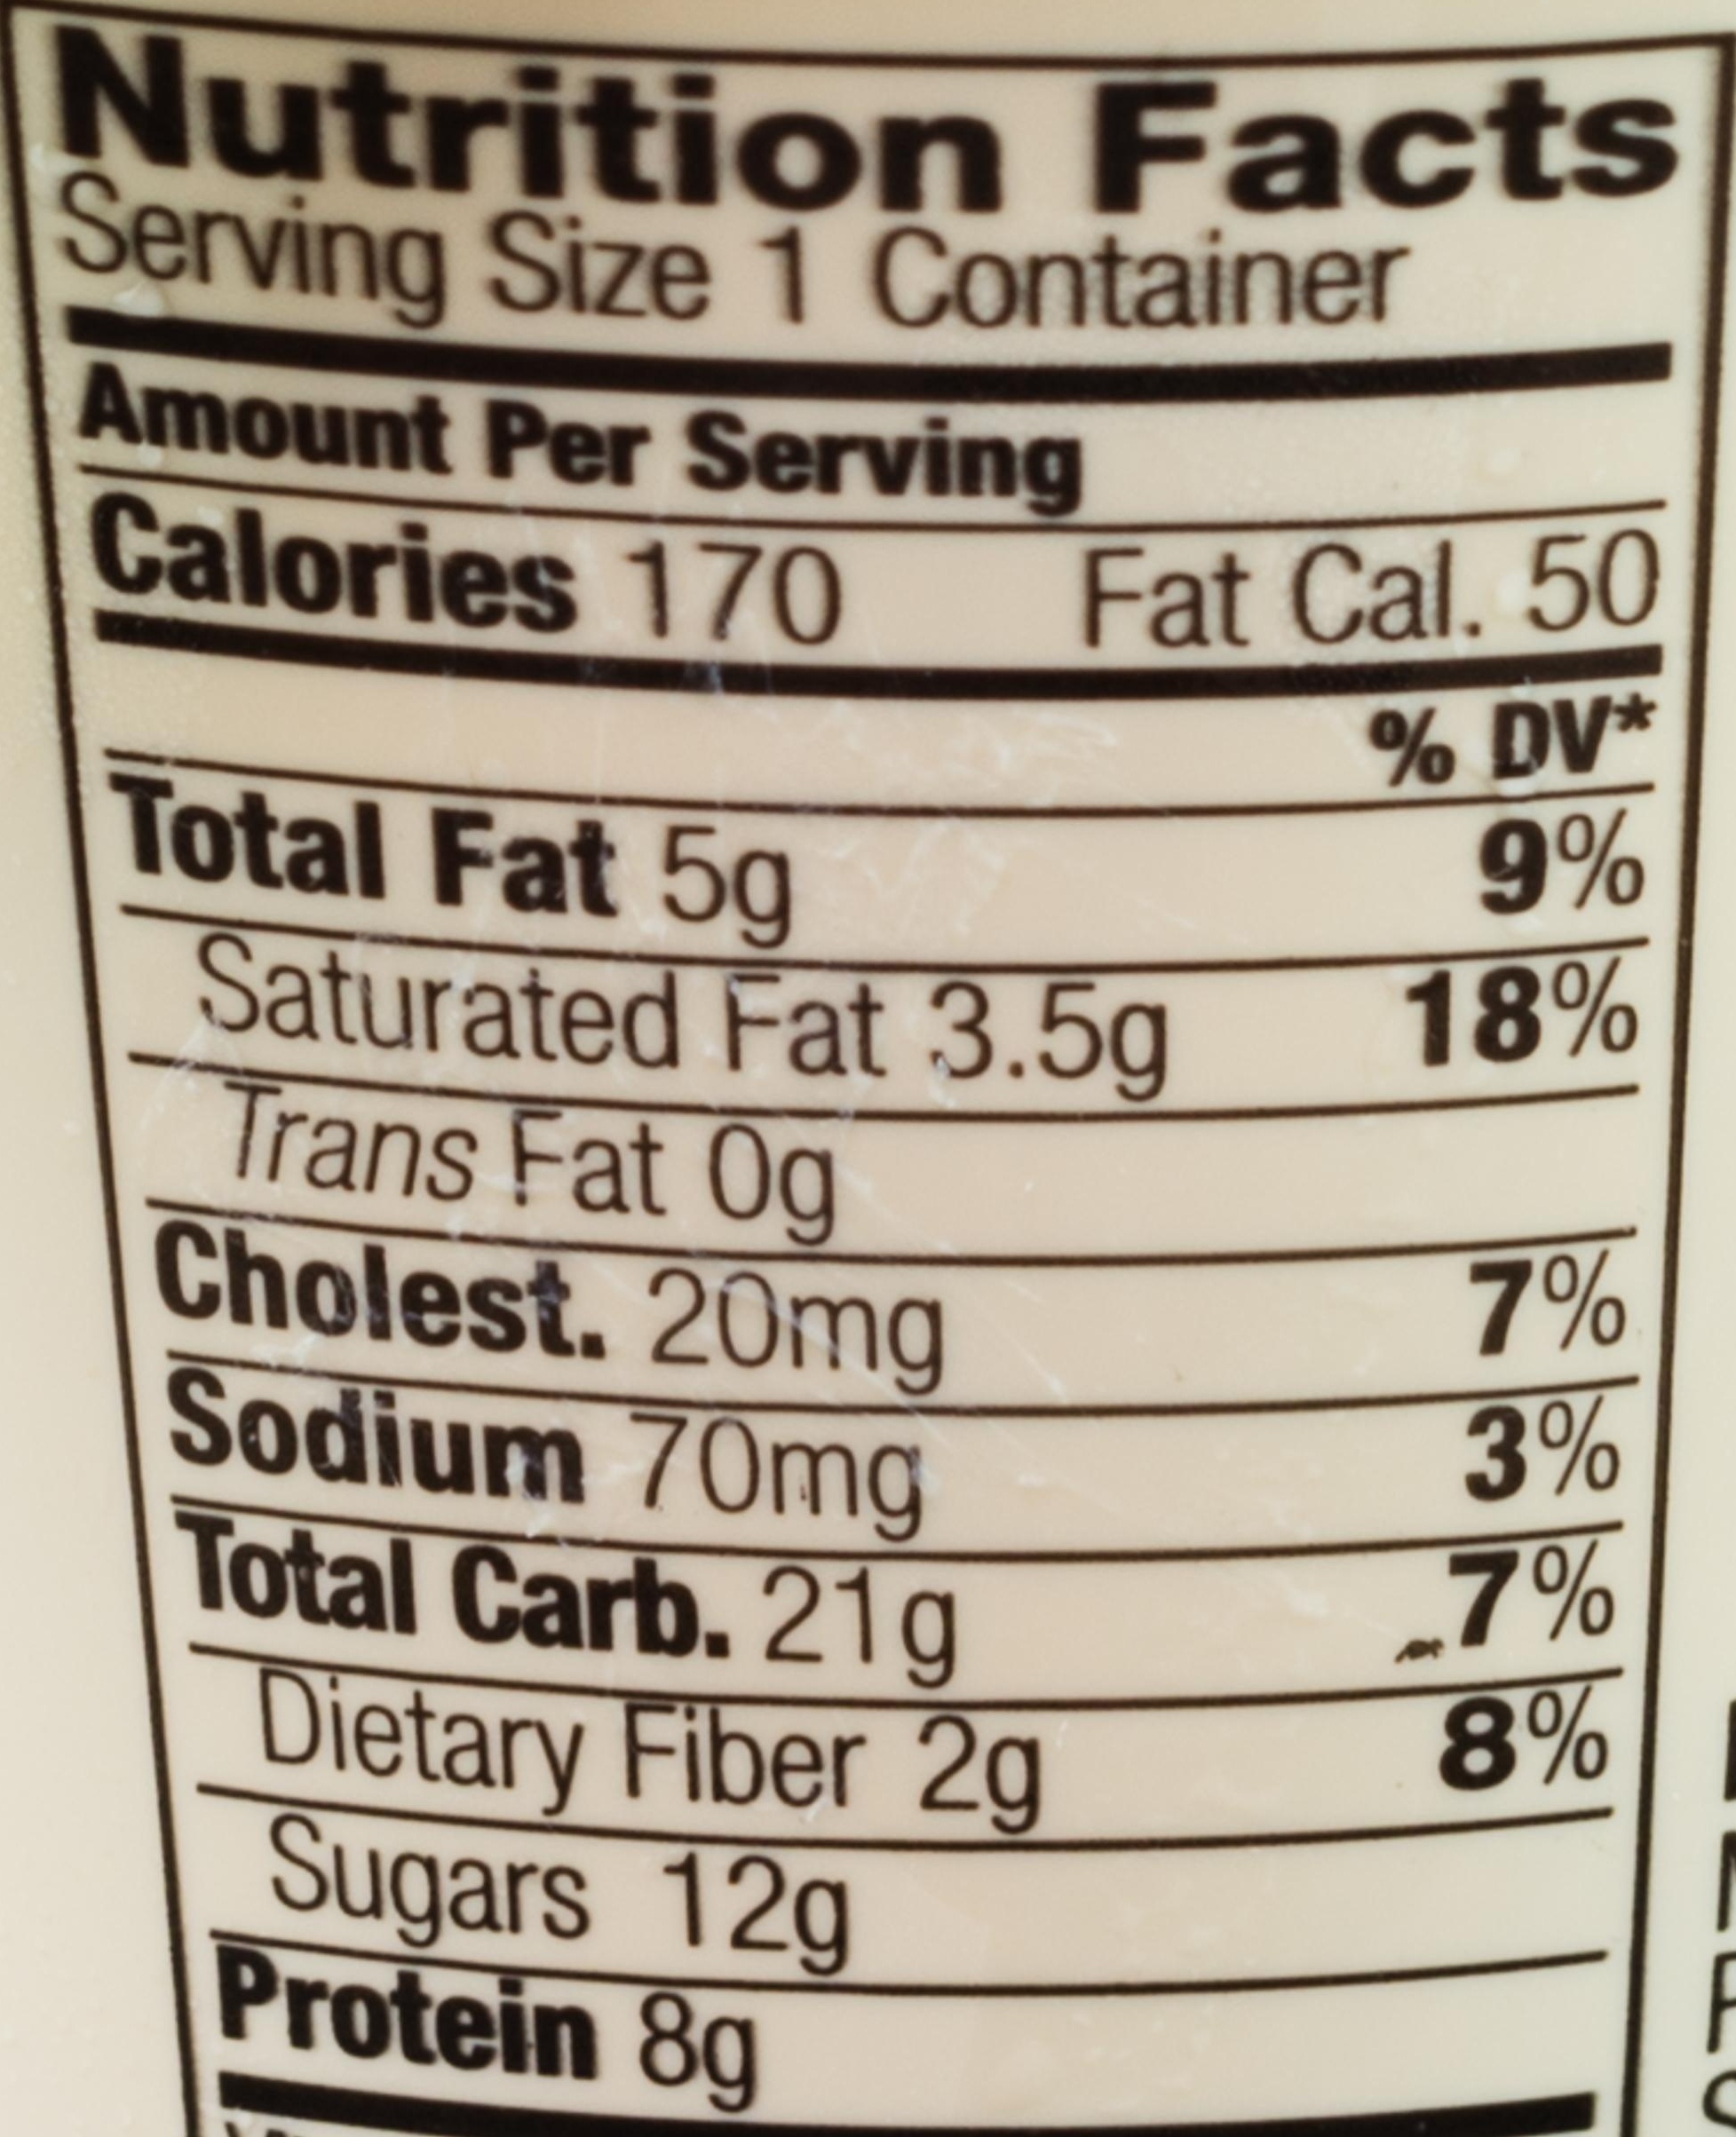 Nutrition Facts
Serving Size 1 Container
Amount Per Serving
Calories 170 Fat Cal. 50
% DV*
Total Fat 5g 9%
Saturated Fat 3.5g 18%
Trans Fat 0g
Cholest. 20mg 7%
Sodium 70mg 3%
Total Carb. 21g 7%
Dietary Fiber 2g 8%
Sugars 12g
Protein 8g